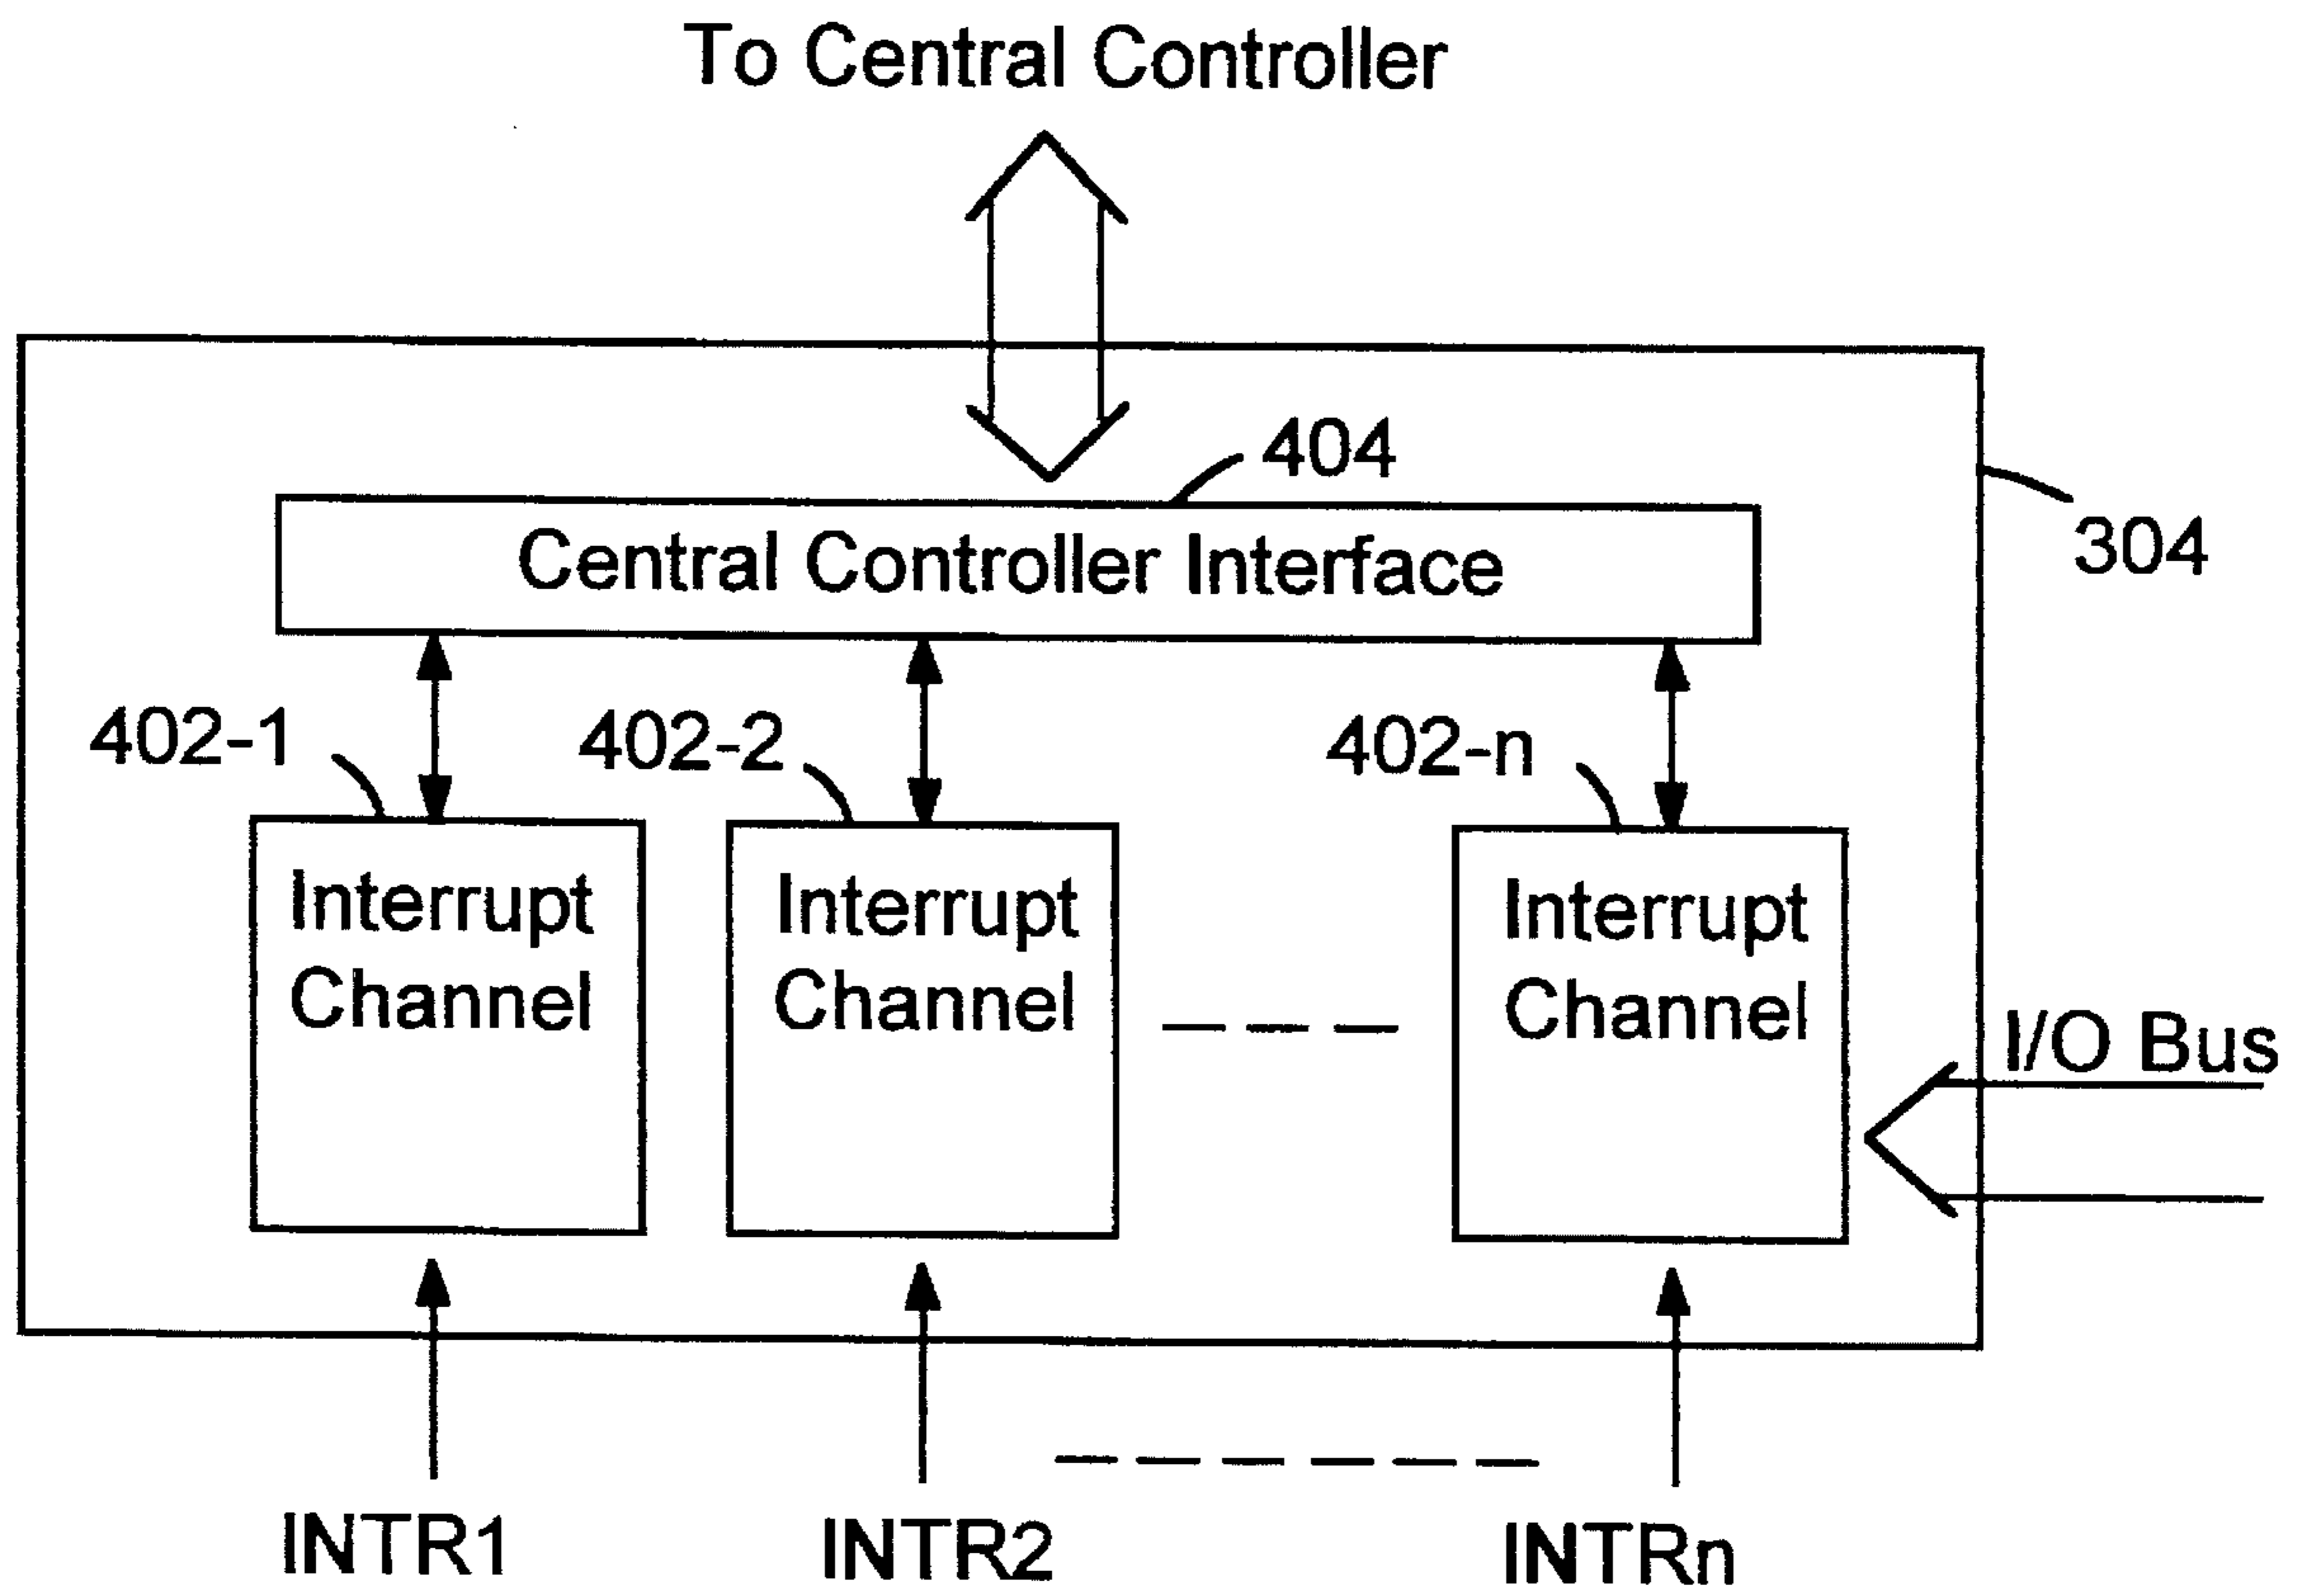 To Central Controller
404
304
Central Controller Interface
402-1
402-2
402-n
Interrupt
Channel
Interrupt
Channel
Interrupt
Channel
I/O Bus
INTR1
INTR2
INTRn